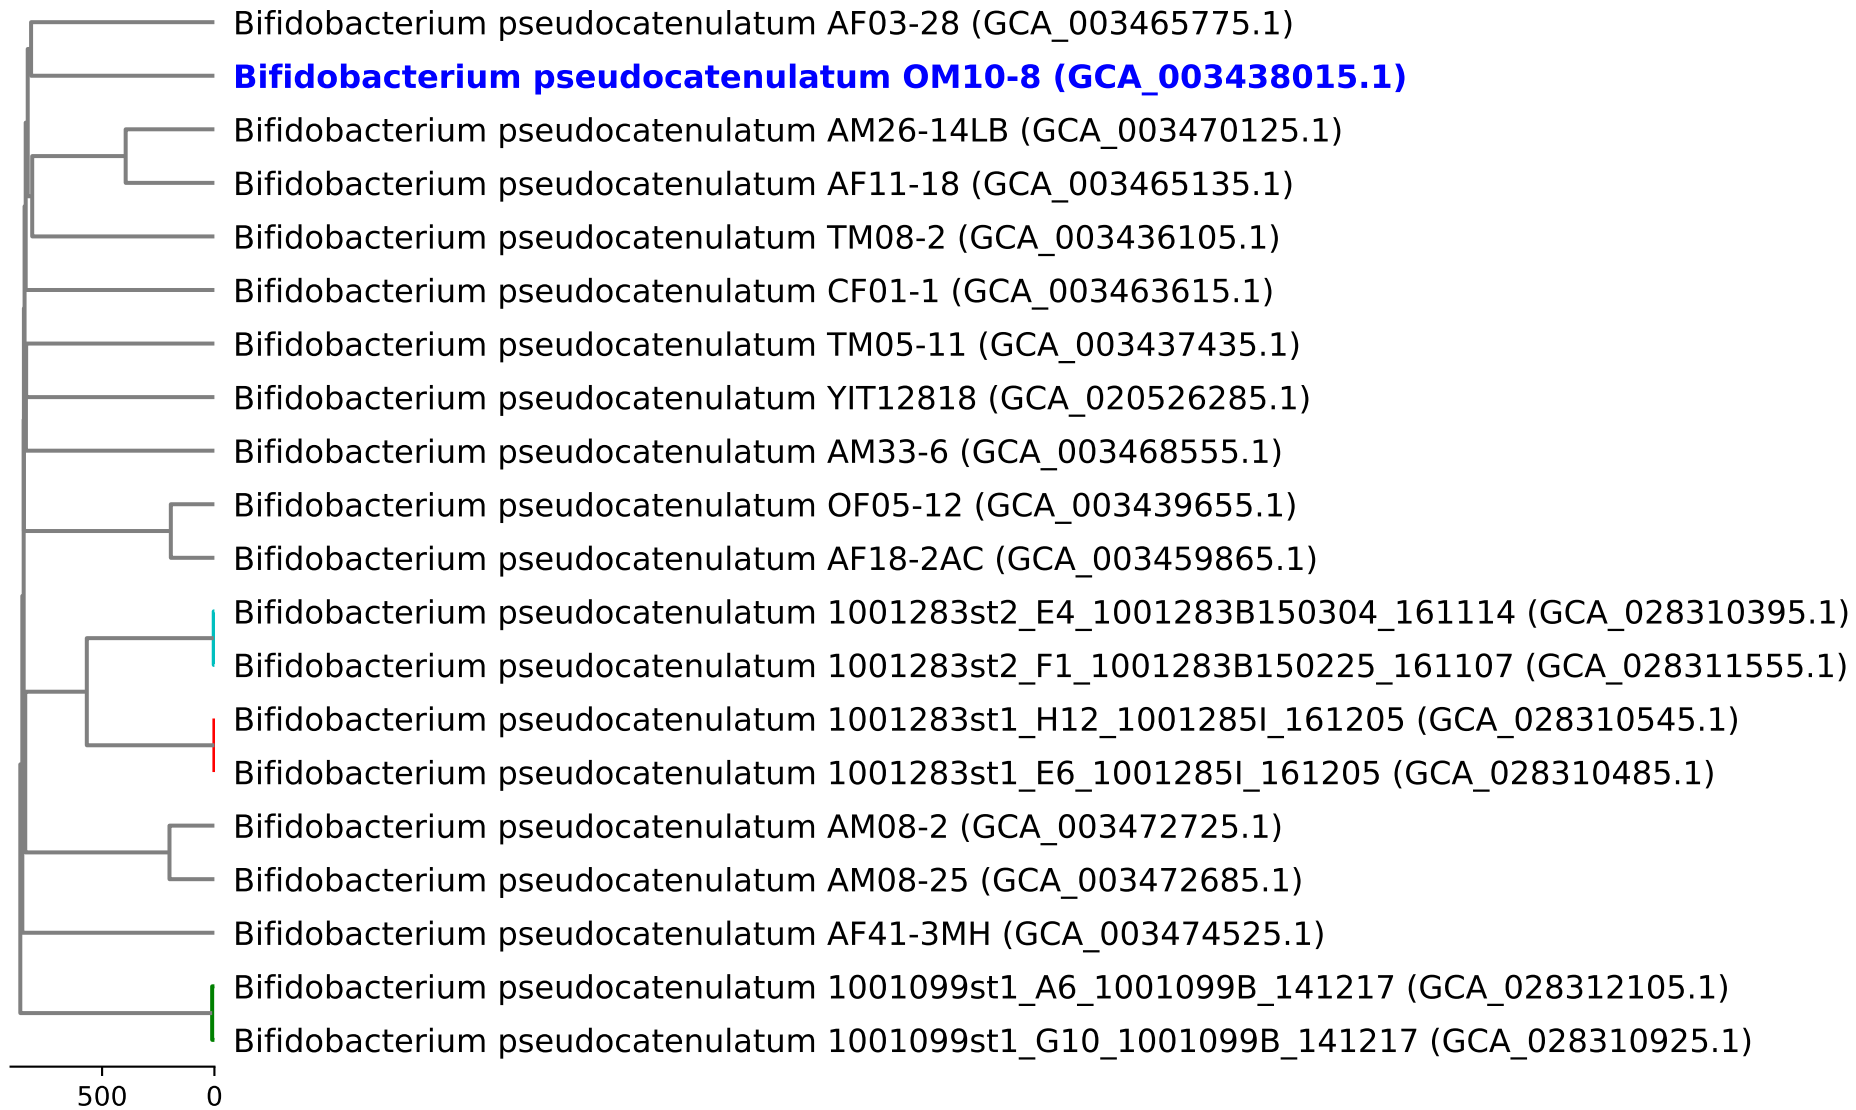 Bifidobacterium pseudocatenulatum AF03-28 (GCA_003465775.1)
Bifidobacterium pseudocatenulatum OM10-8 (GCA_003438015.1)
Bifidobacterium pseudocatenulatum AM26-14LB (GCA_003470125.1)
Bifidobacterium pseudocatenulatum AF11-18 (GCA_003465135.1)
Bifidobacterium pseudocatenulatum TM08-2 (GCA_003436105.1)
Bifidobacterium pseudocatenulatum CF01-1 (GCA_003463615.1)
Bifidobacterium pseudocatenulatum TM05-11 (GCA_003437435.1)
Bifidobacterium pseudocatenulatum YIT12818 (GCA_020526285.1)
Bifidobacterium pseudocatenulatum AM33-6 (GCA_003468555.1)
Bifidobacterium pseudocatenulatum OF05-12 (GCA_003439655.1)
Bifidobacterium pseudocatenulatum AF18-2AC (GCA_003459865.1)
Bifidobacterium pseudocatenulatum 1001283st2_E4_1001283B150304_161114 (GCA_028310395.1)
Bifidobacterium pseudocatenulatum 1001283st2_F1_1001283B150225_161107 (GCA_028311555.1)
Bifidobacterium pseudocatenulatum 1001283st1_H12_1001285I_161205 (GCA_028310545.1)
Bifidobacterium pseudocatenulatum 1001283st1_E6_1001285I_161205 (GCA_028310485.1)
Bifidobacterium pseudocatenulatum AM08-2 (GCA_003472725.1)
Bifidobacterium pseudocatenulatum AM08-25 (GCA_003472685.1)
Bifidobacterium pseudocatenulatum AF41-3MH (GCA_003474525.1)
Bifidobacterium pseudocatenulatum 1001099st1_A6_1001099B_141217 (GCA_028312105.1)
Bifidobacterium pseudocatenulatum 1001099st1_G10_1001099B_141217 (GCA_028310925.1)
500 0